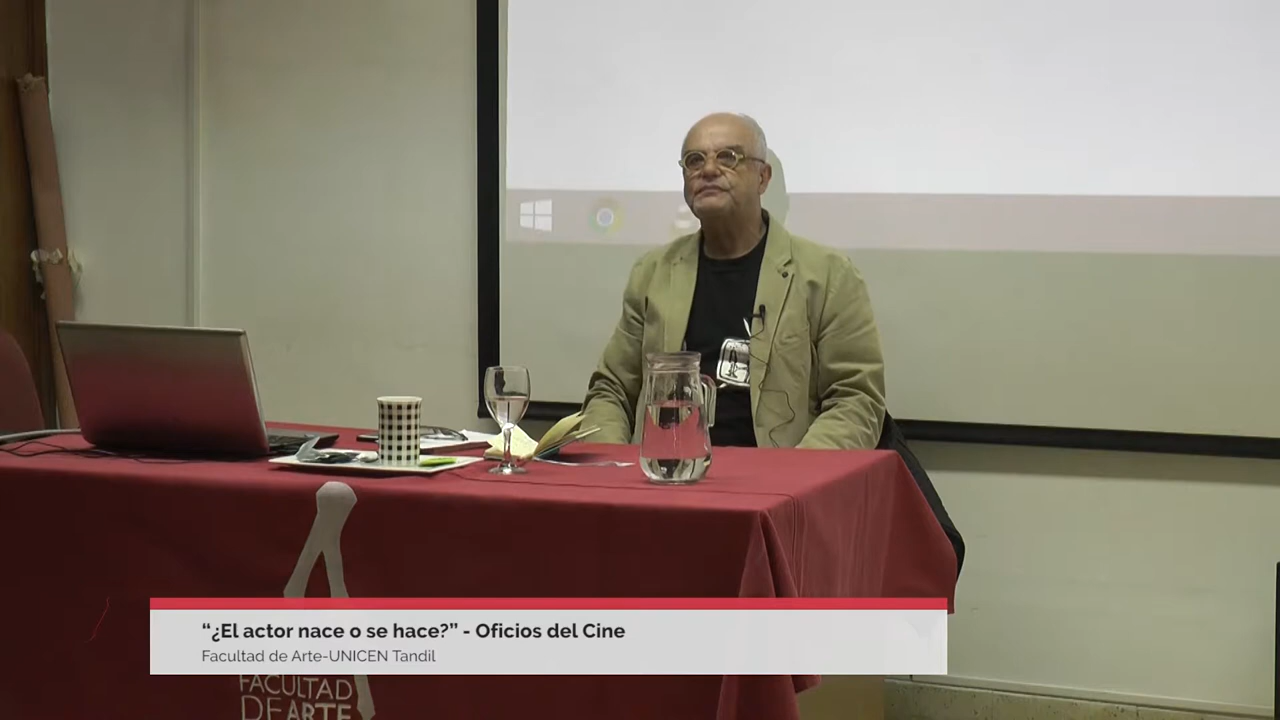 “¿El actor nace o se hace?” - Oficios del Cine
Facultad de Arte-UNICEN Tandil
FACULTAD
DE ARTE